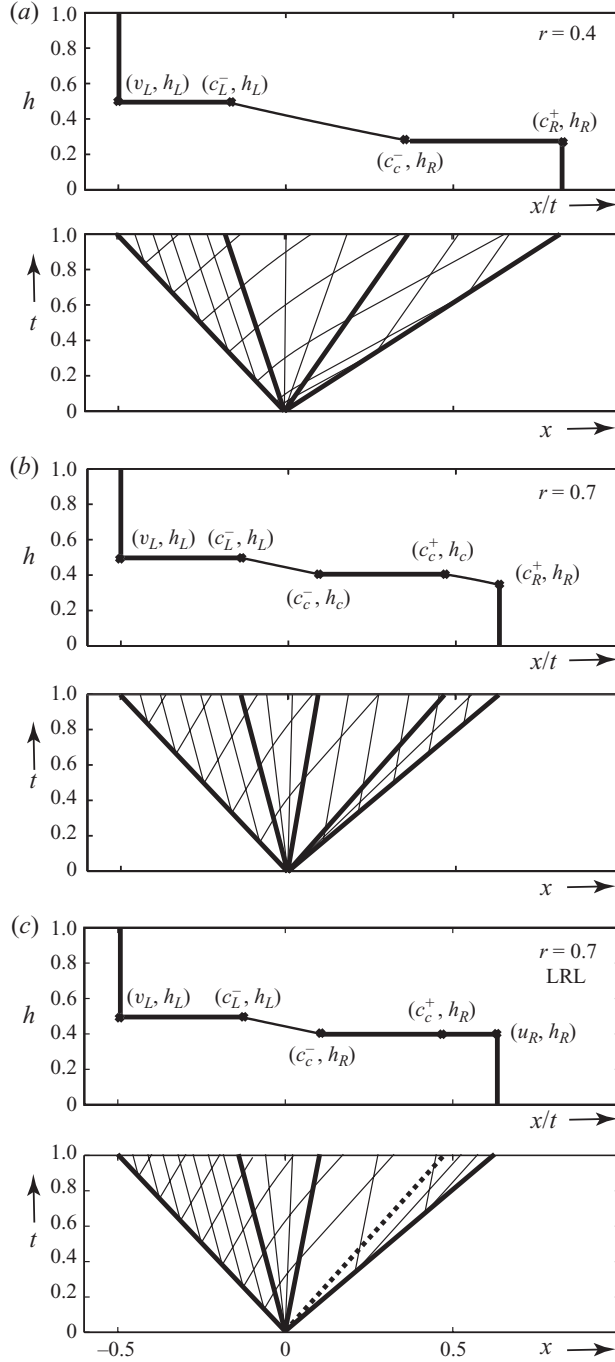 (a)
1.0
r = 0.4
0.8
(v_L, h_L) (c_L^-, h_L)
h 0.6
0.4
(c_R^+, h_R)
0.2
(c_c^-, h_R)
0
x/t
1.0
0.8
0.6
t
0.4
0.2
0
x
(b)
1.0
r = 0.7
0.8
(v_L, h_L) (c_L^-, h_L) (c_c^+, h_c)
h 0.6
(c_R^+, h_R)
0.4
(c_c^-, h_c)
0.2
0
x/t
1.0
0.8
0.6
t
0.4
0.2
0
x
(c)
1.0
r = 0.7
LRL
0.8
(v_L, h_L) (c_L^-, h_L) (c_c^+, h_R)
h 0.6
(u_R, h_R)
0.4
(c_c^-, h_R)
0.2
0
x/t
1.0
0.8
0.6
t
0.4
0.2
0
−0.5 0 0.5 x